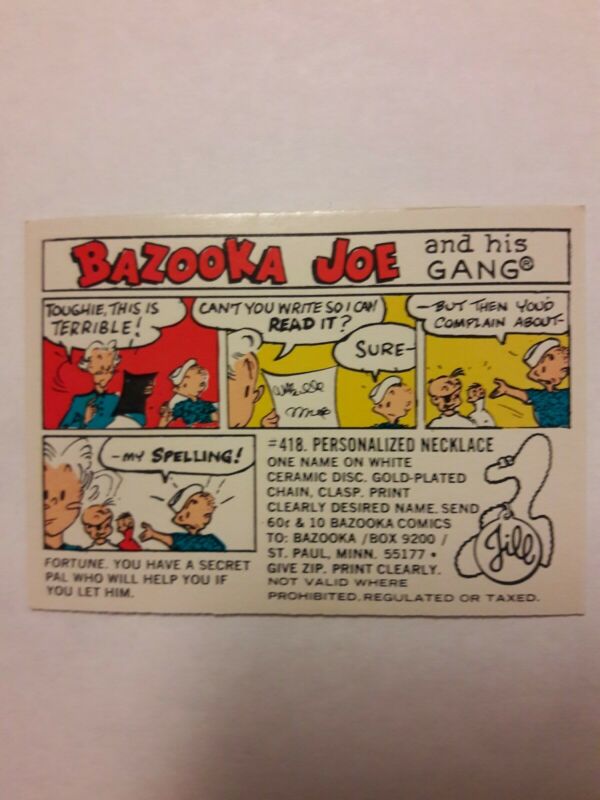 BAZOOKA JOE
and his
GANG®
TOUGHIE, THIS IS
TERRIBLE!
CAN'T YOU WRITE SO I CAN
READ IT?
SURE-
-BUT THEN YOU'D
COMPLAIN ABOUT-
-MY SPELLING!
FORTUNE. YOU HAVE A SECRET
PAL WHO WILL HELP YOU IF
YOU LET HIM.
#418. PERSONALIZED NECKLACE
ONE NAME ON WHITE
CERAMIC DISC. GOLD-PLATED
CHAIN, CLASP. PRINT
CLEARLY DESIRED NAME. SEND
60¢ & 10 BAZOOKA COMICS
TO: BAZOOKA / BOX 9200 /
ST. PAUL, MINN. 55177 •
GIVE ZIP. PRINT CLEARLY.
NOT VALID WHERE
PROHIBITED, REGULATED OR TAXED.
Jill